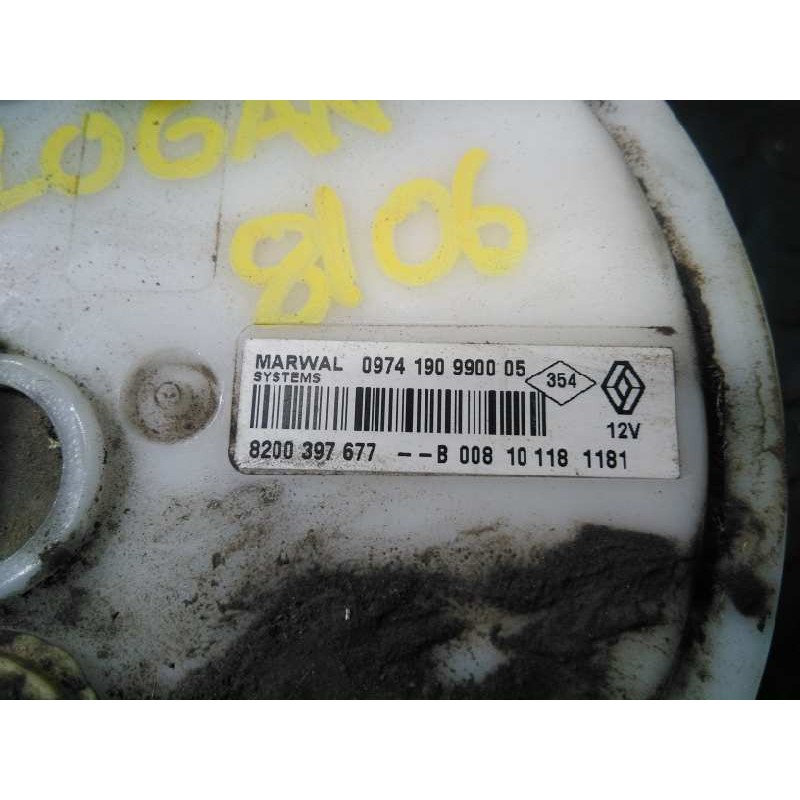 LOGAN
8106
MARWAL 0974 190 9900 05
SYSTEMS
354
12V
8200 397 677 --B 008 10 118 1181